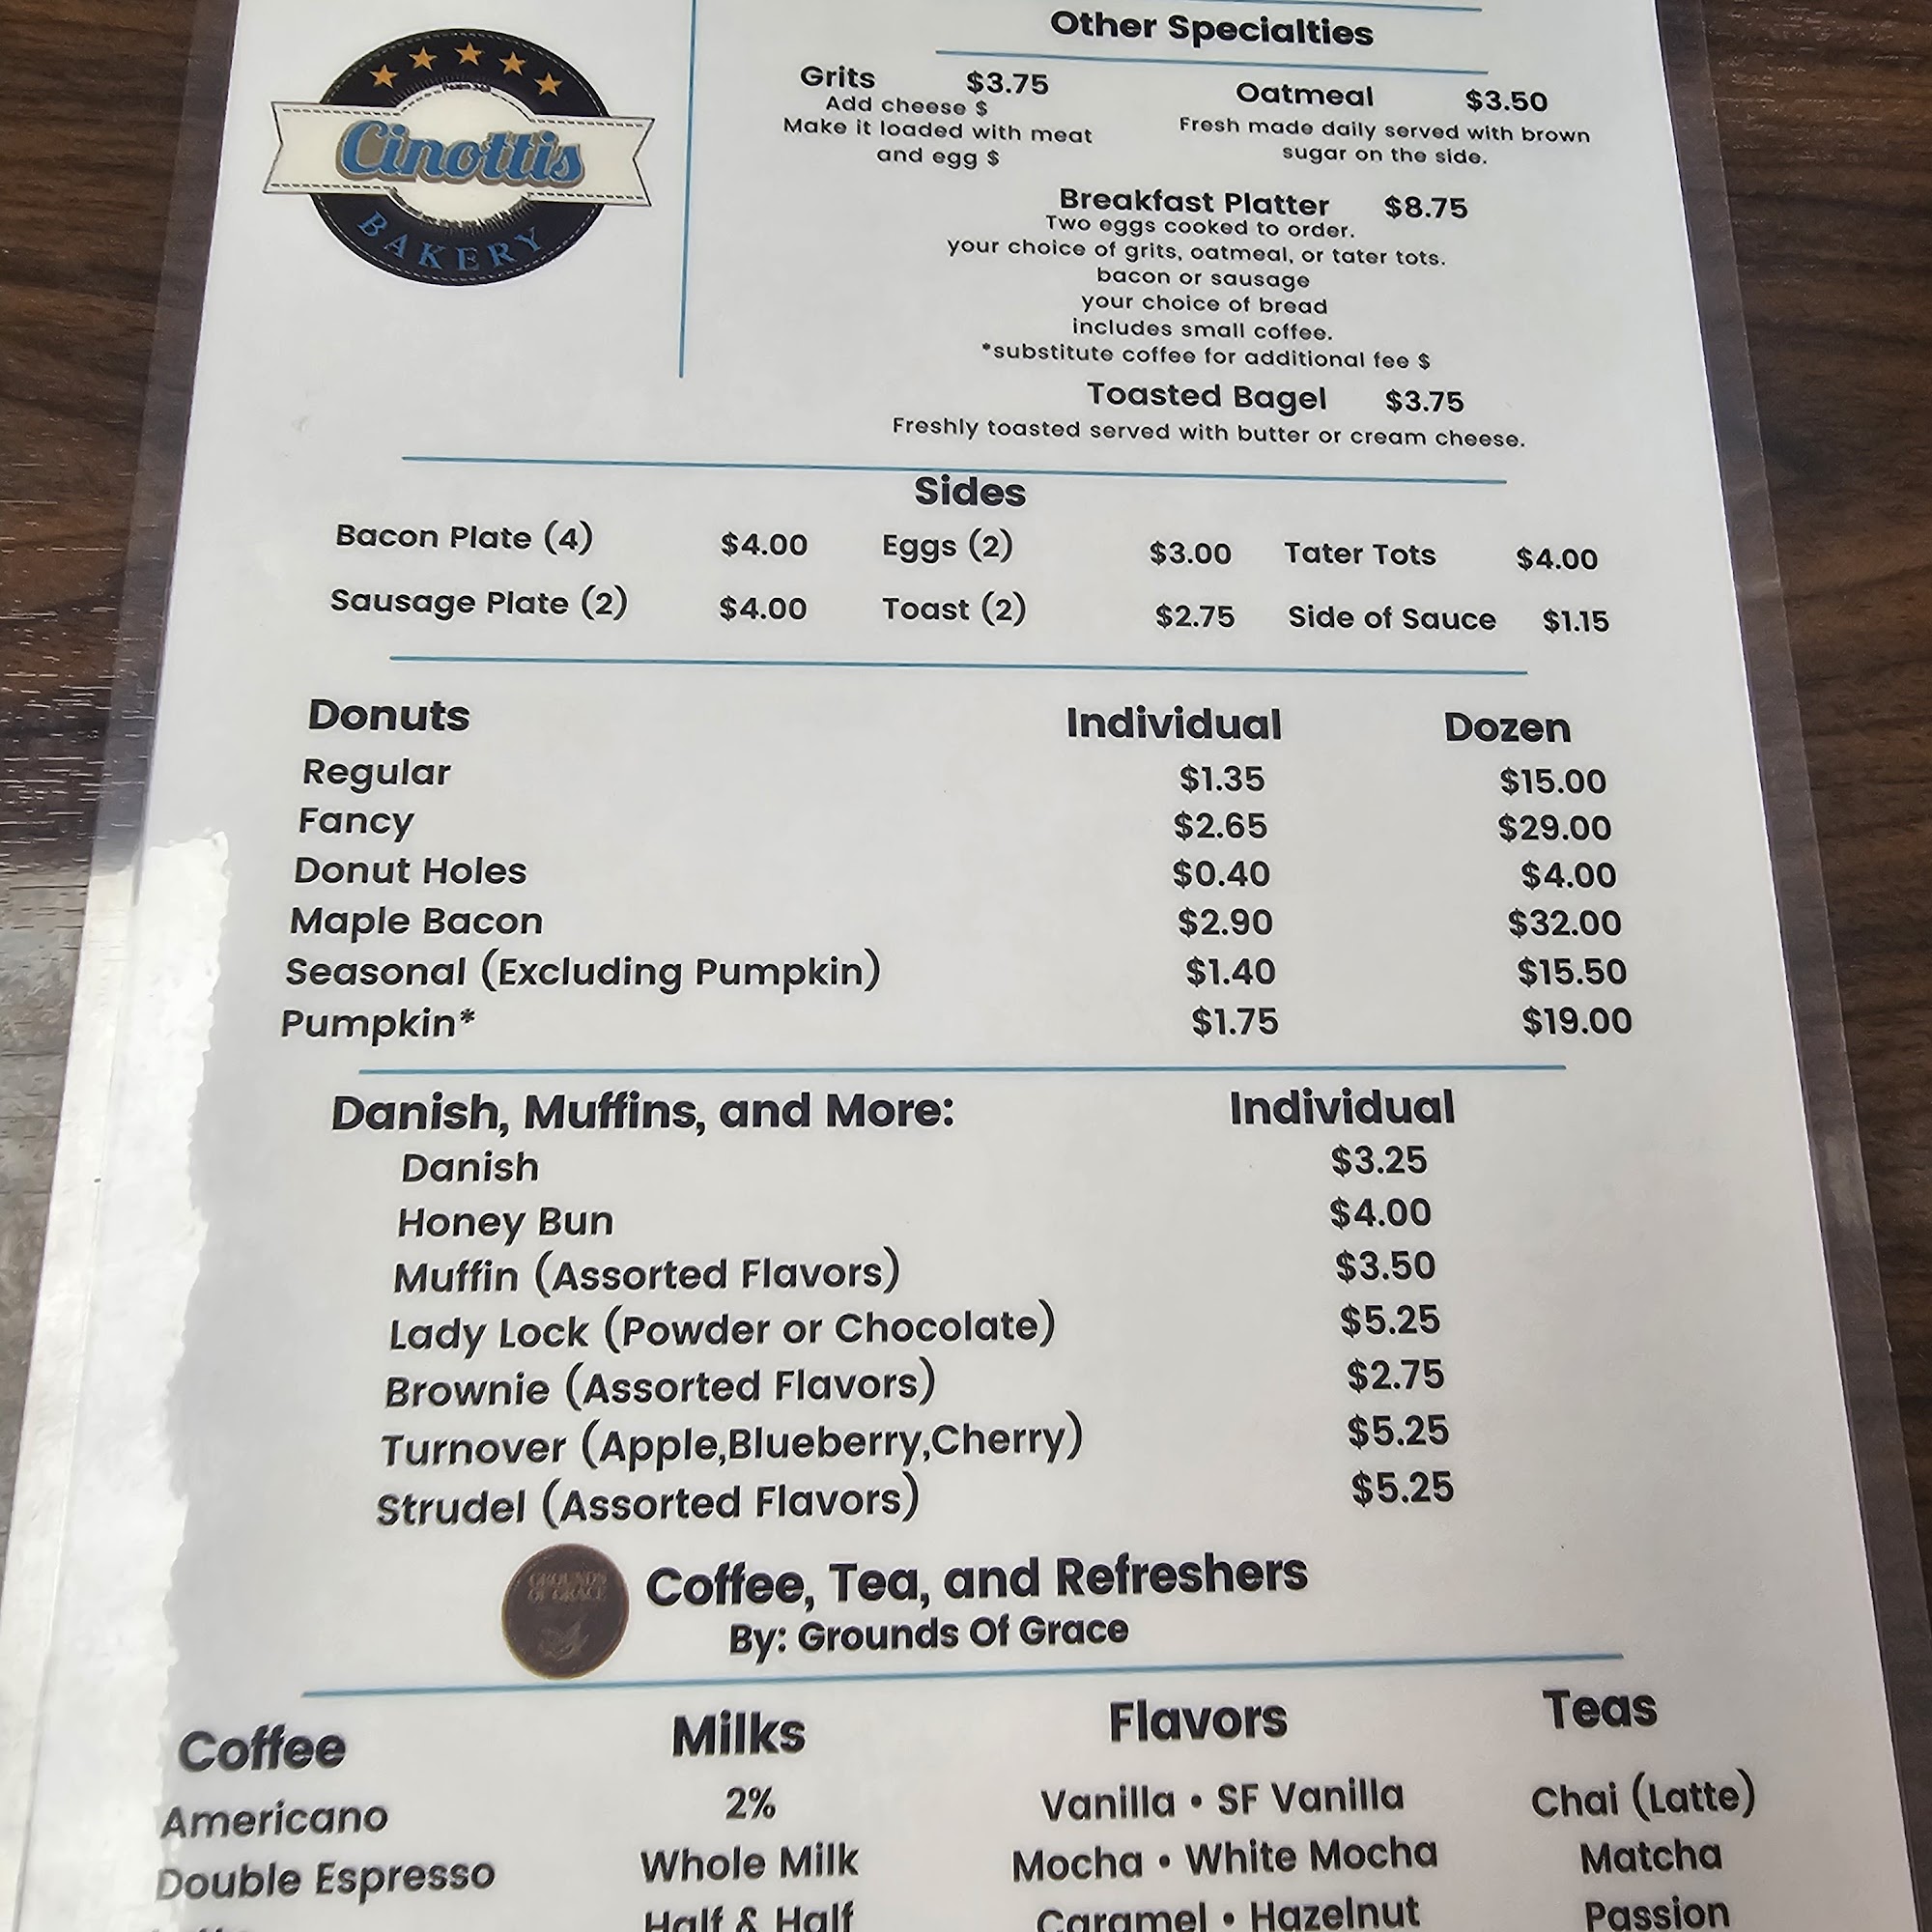 Cinottis
BAKERY
Other Specialties
Grits $3.75
Add cheese $
Make it loaded with meat
and egg $
Oatmeal $3.50
Fresh made daily served with brown
sugar on the side.
Breakfast Platter $8.75
Two eggs cooked to order.
your choice of grits, oatmeal, or tater tots.
bacon or sausage
your choice of bread
includes small coffee.
*substitute coffee for additional fee $
Toasted Bagel $3.75
Freshly toasted served with butter or cream cheese.
Sides
Bacon Plate (4) $4.00 Eggs (2) $3.00 Tater Tots $4.00
Sausage Plate (2) $4.00 Toast (2) $2.75 Side of Sauce $1.15
Donuts Individual Dozen
Regular $1.35 $15.00
Fancy $2.65 $29.00
Donut Holes $0.40 $4.00
Maple Bacon $2.90 $32.00
Seasonal (Excluding Pumpkin) $1.40 $15.50
Pumpkin* $1.75 $19.00
Danish, Muffins, and More: Individual
Danish $3.25
Honey Bun $4.00
Muffin (Assorted Flavors) $3.50
Lady Lock (Powder or Chocolate) $5.25
Brownie (Assorted Flavors) $2.75
Turnover (Apple,Blueberry,Cherry) $5.25
Strudel (Assorted Flavors) $5.25
GROUNDS
OF GRACE
Coffee, Tea, and Refreshers
By: Grounds Of Grace
Coffee Milks Flavors Teas
Americano 2% Vanilla • SF Vanilla Chai (Latte)
Double Espresso Whole Milk Mocha • White Mocha Matcha
Half & Half Caramel • Hazelnut Passion